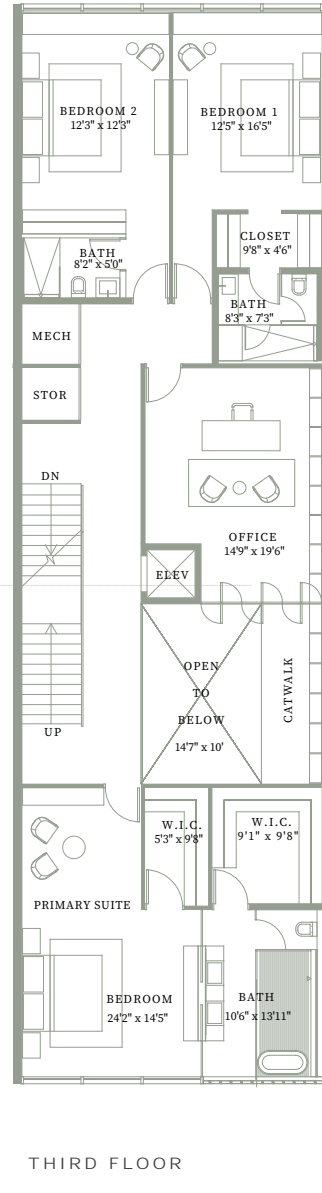 BEDROOM 2
12'3" x 12'3"
BEDROOM 1
12'5" x 16'5"
CLOSET
9'8" x 4'6"
BATH
8'2" x 5'0"
BATH
8'3" x 7'3"
MECH
STOR
DN
OFFICE
14'9" x 19'6"
ELEV
OPEN
TO
BELOW
14'7" x 10'
CATWALK
UP
W.I.C.
5'3" x 9'8"
W.I.C.
9'1" x 9'8"
PRIMARY SUITE
BEDROOM
24'2" x 14'5"
BATH
10'6" x 13'11"
THIRD FLOOR